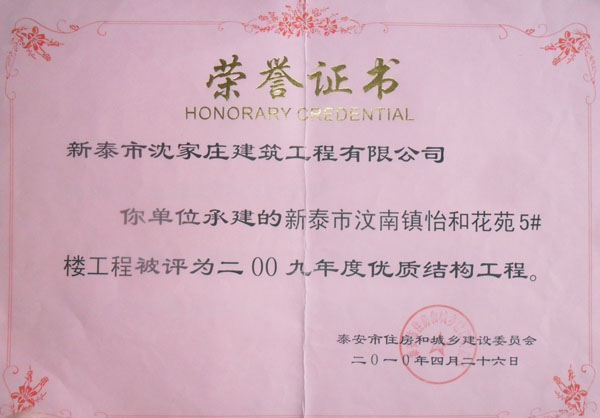 荣誉证书
HONORARY CREDENTIAL
新泰市沈家庄建筑工程有限公司
你单位承建的新泰市汶南镇怡和花苑5#
楼工程被评为二00九年度优质结构工程。
泰安市住房和城乡建设委员会
二○一○年四月二十六日